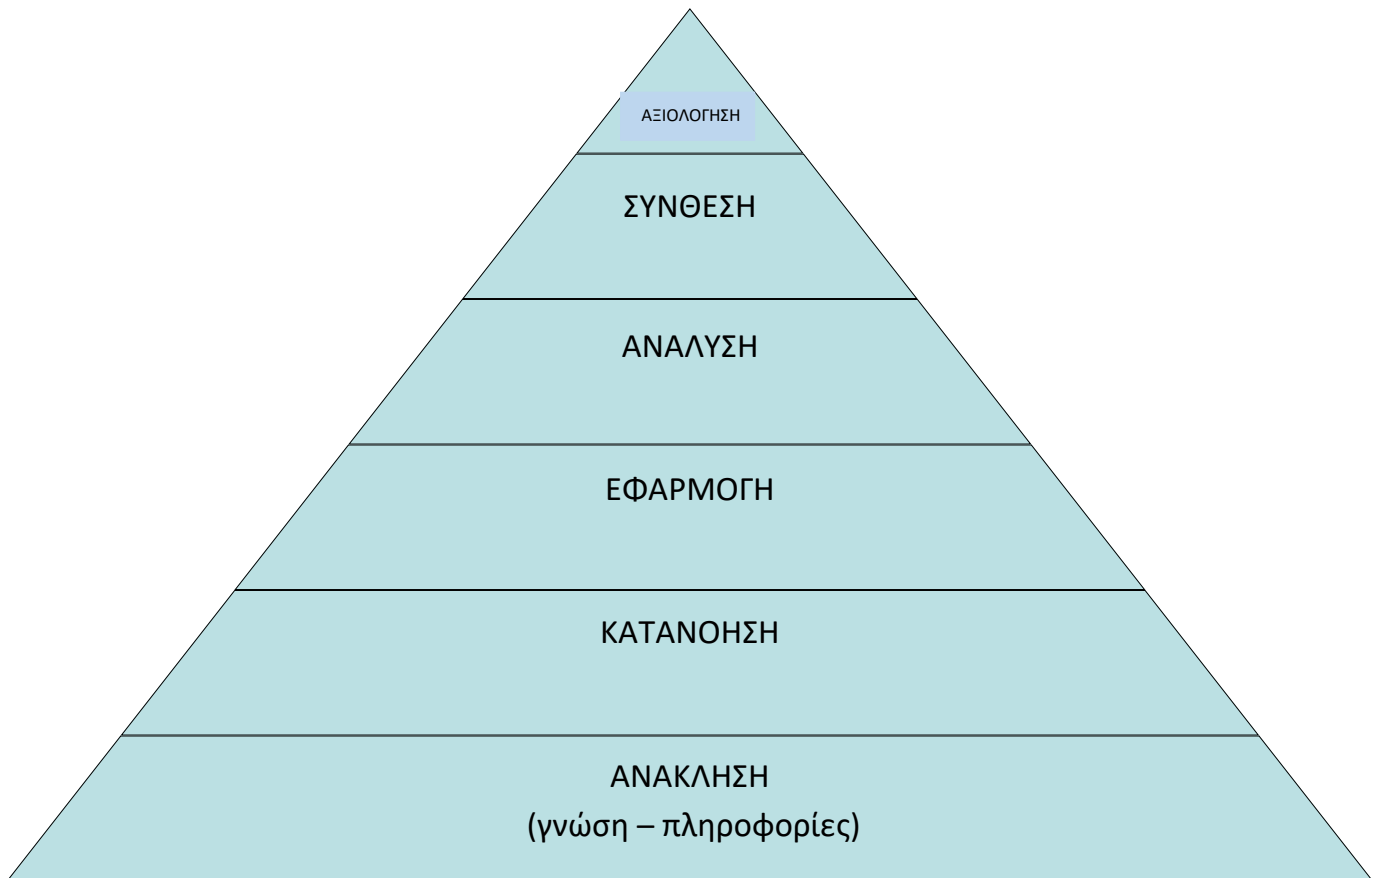 ΑΞΙΟΛΟΓΗΣΗ
ΣΥΝΘΕΣΗ
ΑΝΑΛΥΣΗ
ΕΦΑΡΜΟΓΗ
ΚΑΤΑΝΟΗΣΗ
ΑΝΑΚΛΗΣΗ
(γνώση – πληροφορίες)